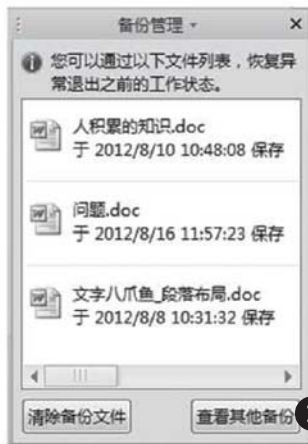 备份管理
您可以通过以下文件列表，恢复异
常退出之前的工作状态。
人积累的知识.doc
于 2012/8/10 10:48:08 保存
问题.doc
于 2012/8/16 11:57:23 保存
文字八爪鱼_段落布局.doc
于 2012/8/8 10:31:32 保存
清除备份文件 查看其他备份